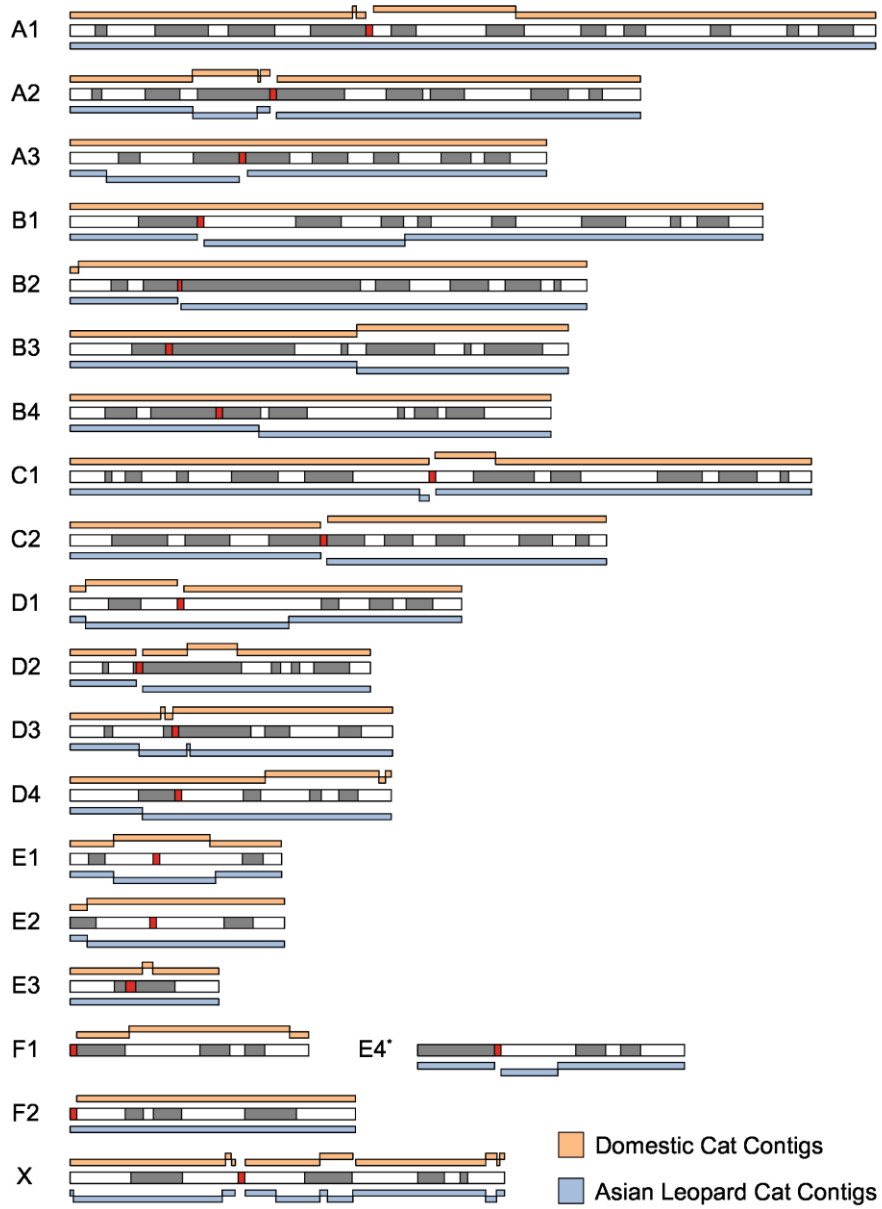 A1
A2
A3
B1
B2
B3
B4
C1
C2
D1
D2
D3
D4
E1
E2
E3
F1 E4*
F2
X
Domestic Cat Contigs
Asian Leopard Cat Contigs